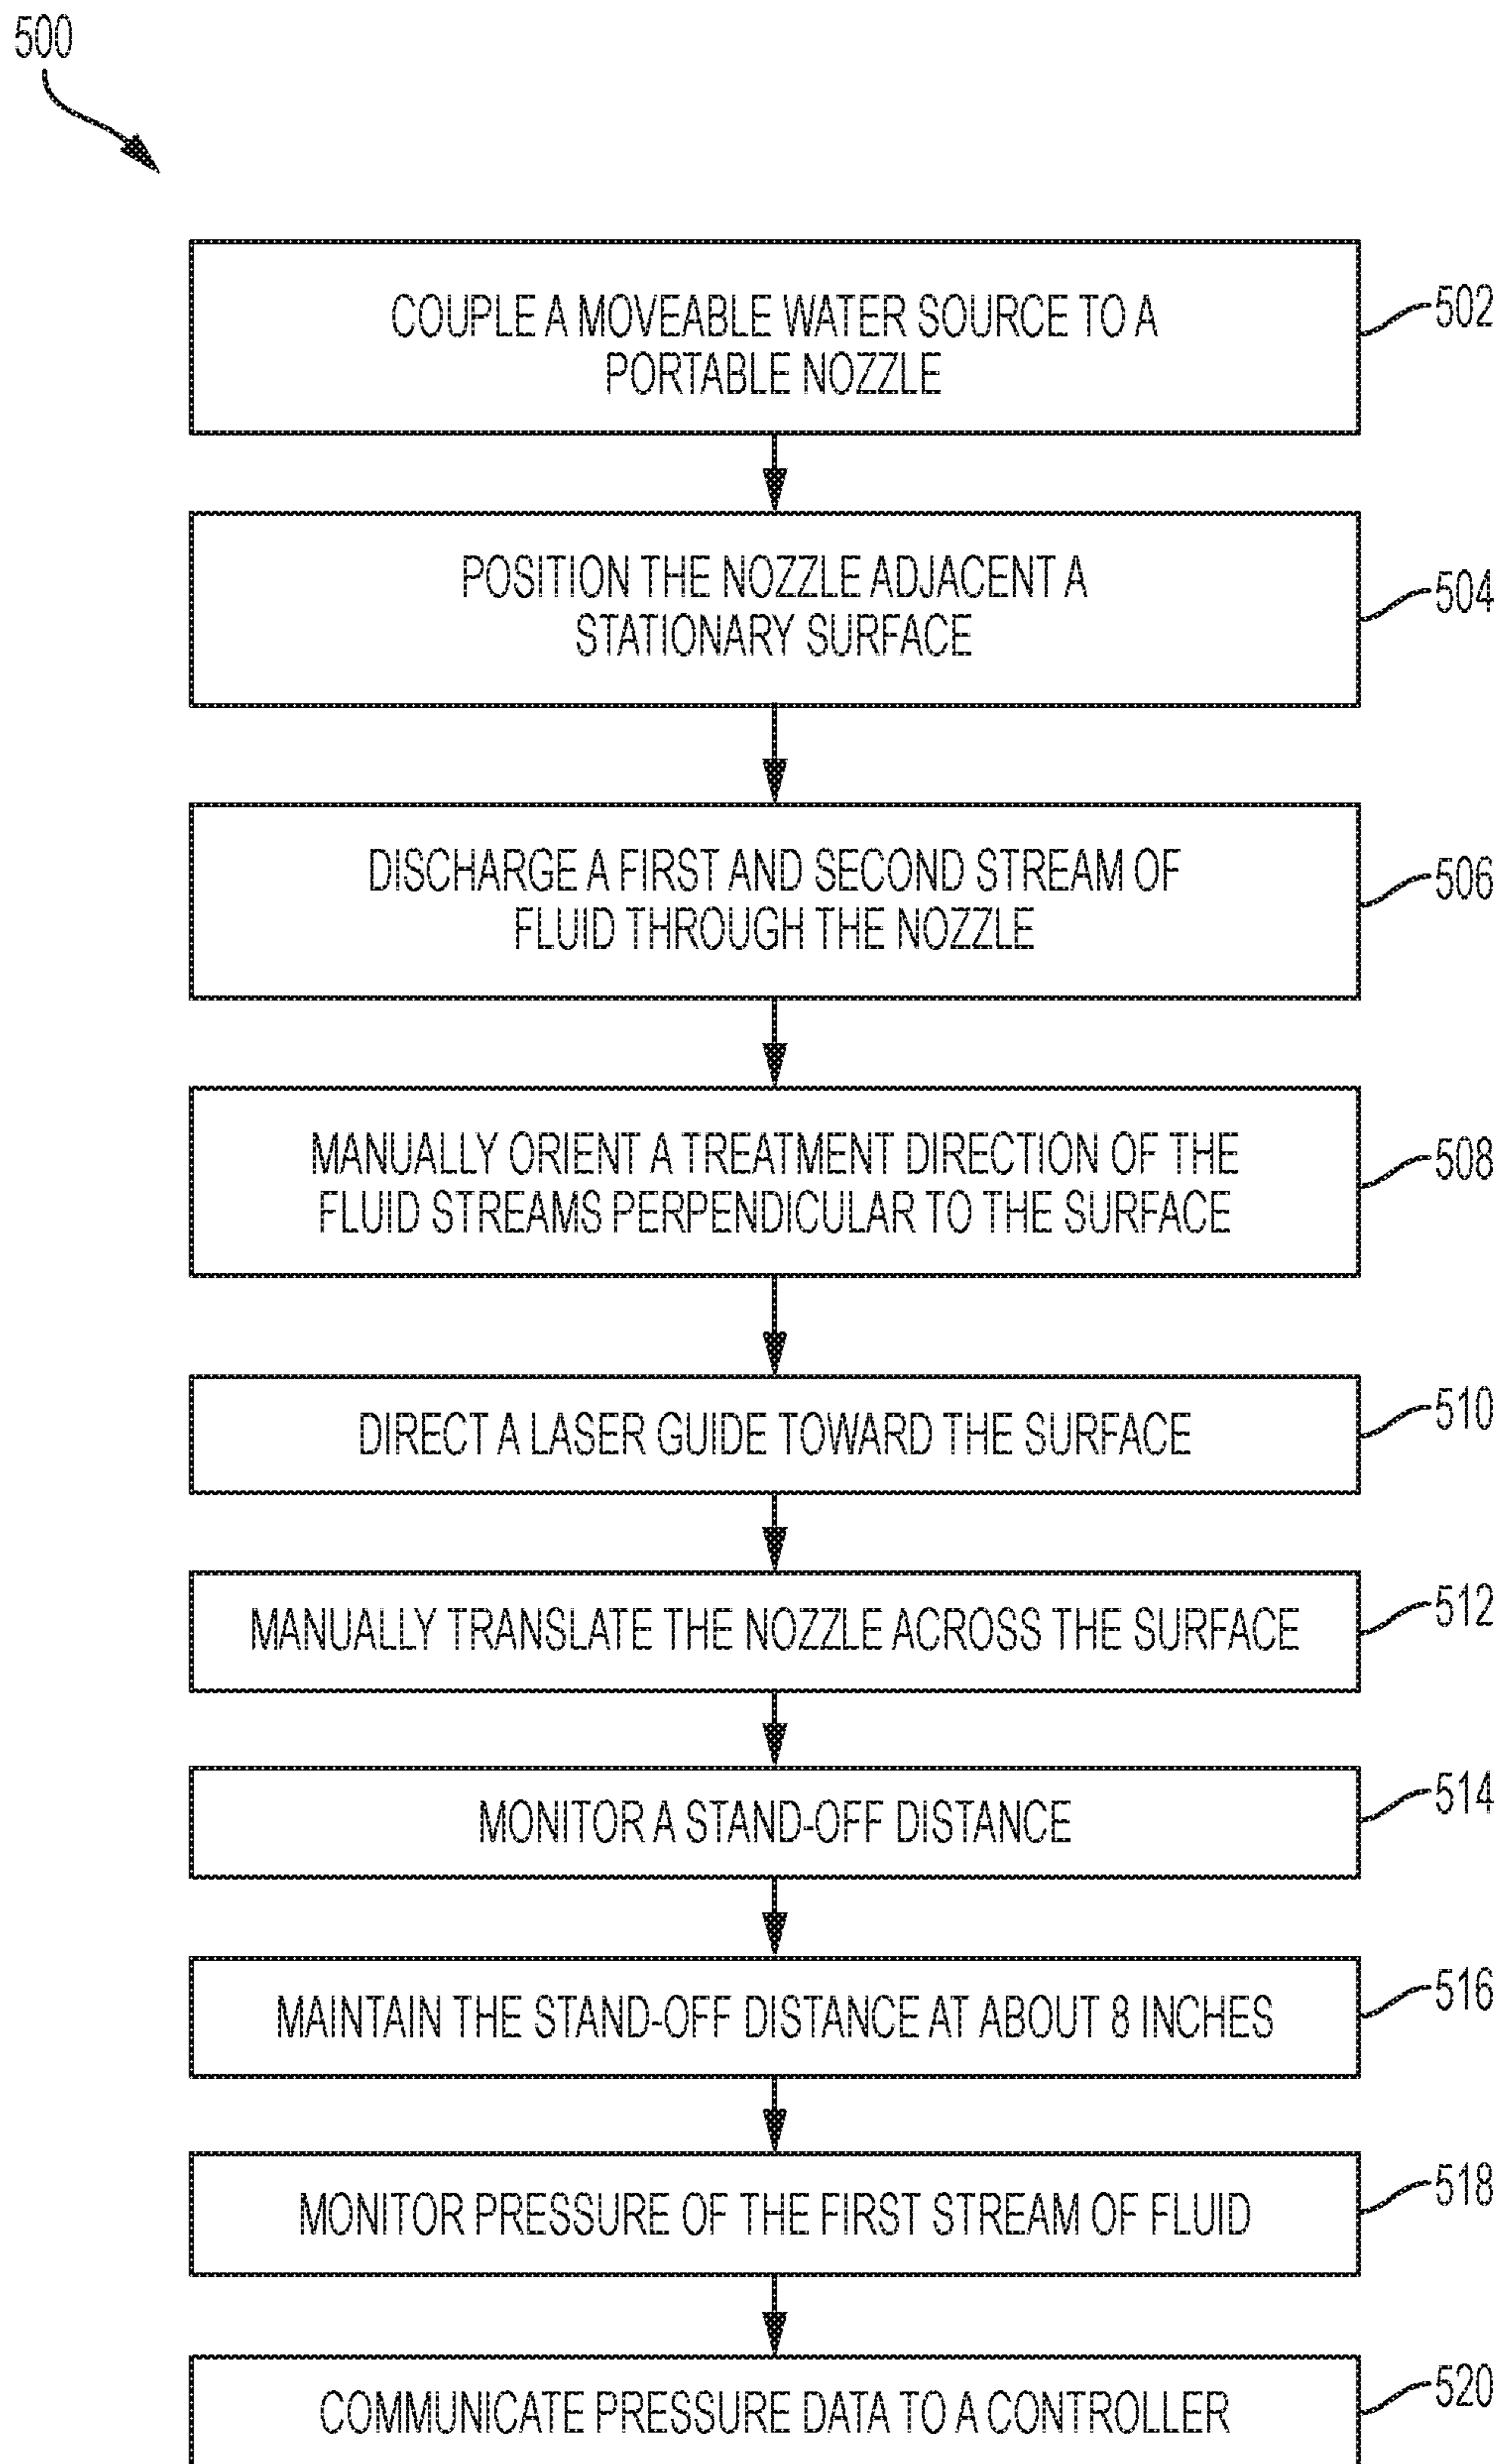 500
COUPLE A MOVEABLE WATER SOURCE TO A
PORTABLE NOZZLE
502
POSITION THE NOZZLE ADJACENT A
STATIONARY SURFACE
504
DISCHARGE A FIRST AND SECOND STREAM OF
FLUID THROUGH THE NOZZLE
506
MANUALLY ORIENT A TREATMENT DIRECTION OF THE
FLUID STREAMS PERPENDICULAR TO THE SURFACE
508
DIRECT A LASER GUIDE TOWARD THE SURFACE
510
MANUALLY TRANSLATE THE NOZZLE ACROSS THE SURFACE
512
MONITOR A STAND-OFF DISTANCE
514
MAINTAIN THE STAND-OFF DISTANCE AT ABOUT 8 INCHES
516
MONITOR PRESSURE OF THE FIRST STREAM OF FLUID
518
COMMUNICATE PRESSURE DATA TO A CONTROLLER
520